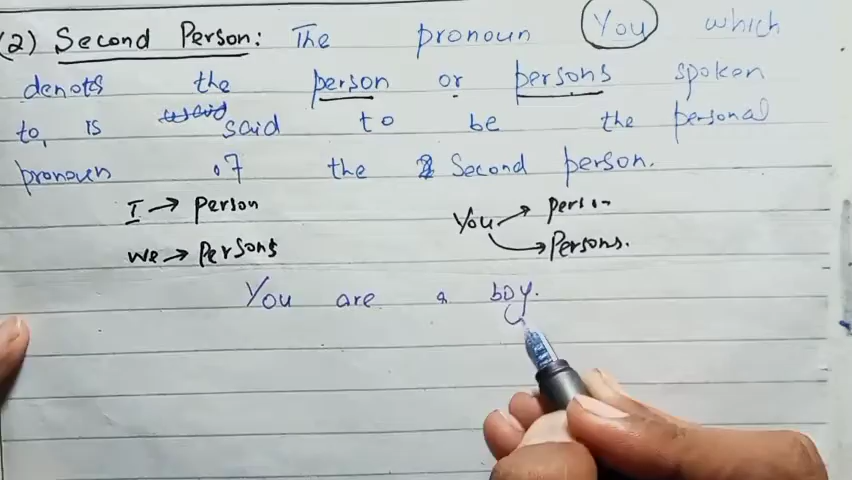 (2) Second Person: The pronoun You which
denots the person or persons spoken
to, is said to be the personal
pronoun of the 2 Second person.
I → Person You → person
We → Persons → Persons.
You are a boy.